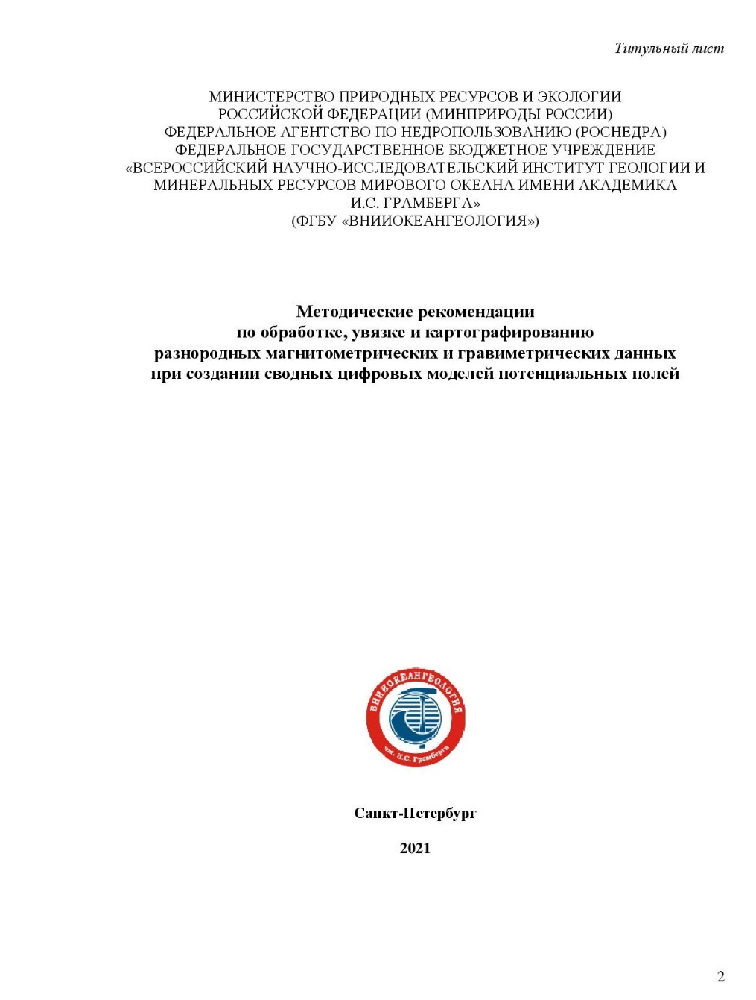 Титульный лист
МИНИСТЕРСТВО ПРИРОДНЫХ РЕСУРСОВ И ЭКОЛОГИИ
РОССИЙСКОЙ ФЕДЕРАЦИИ (МИНПРИРОДЫ РОССИИ)
ФЕДЕРАЛЬНОЕ АГЕНТСТВО ПО НЕДРОПОЛЬЗОВАНИЮ (РОСНЕДРА)
ФЕДЕРАЛЬНОЕ ГОСУДАРСТВЕННОЕ БЮДЖЕТНОЕ УЧРЕЖДЕНИЕ
«ВСЕРОССИЙСКИЙ НАУЧНО-ИССЛЕДОВАТЕЛЬСКИЙ ИНСТИТУТ ГЕОЛОГИИ И
МИНЕРАЛЬНЫХ РЕСУРСОВ МИРОВОГО ОКЕАНА ИМЕНИ АКАДЕМИКА
И.С. ГРАМБЕРГА»
(ФГБУ «ВНИИОКЕАНГЕОЛОГИЯ»)
Методические рекомендации
по обработке, увязке и картографированию
разнородных магнитометрических и гравиметрических данных
при создании сводных цифровых моделей потенциальных полей
ВНИИОКЕАНГЕОЛОГИЯ
им. И.С. Грамберга
Санкт-Петербург
2021
2